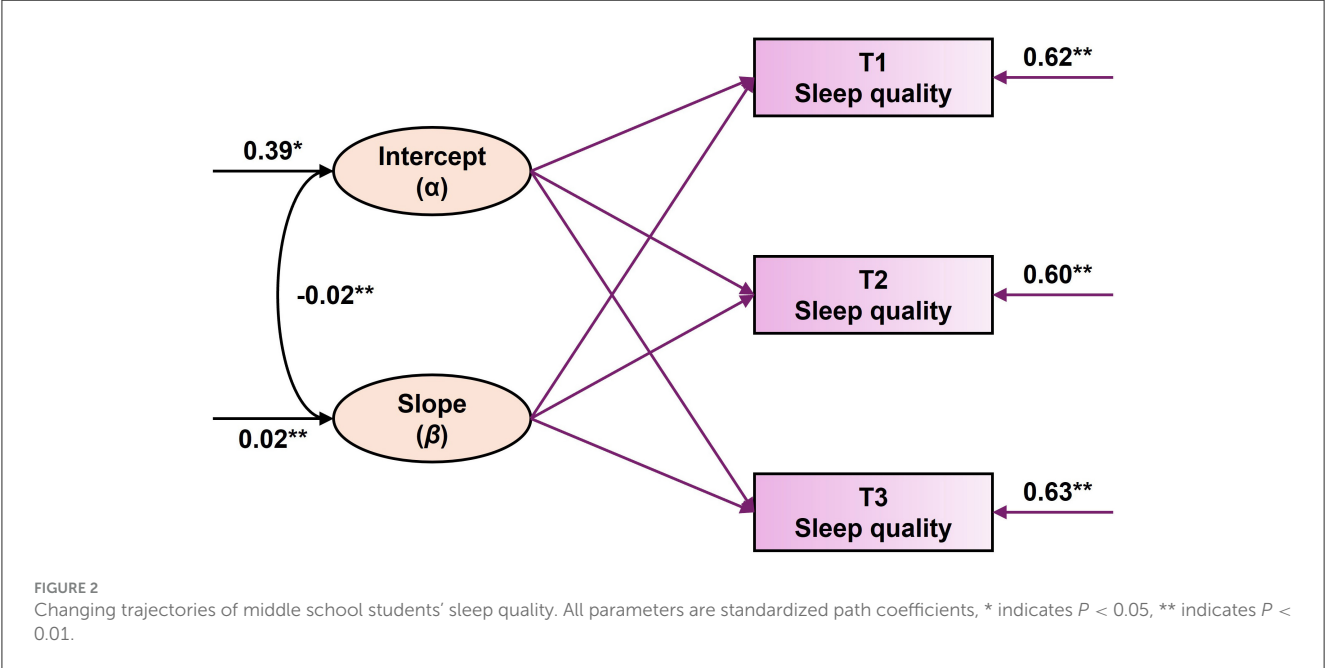 T1
Sleep quality
0.62**
0.39*
Intercept
(α)
-0.02**
T2
Sleep quality
0.60**
Slope
(β)
0.02**
T3
Sleep quality
0.63**
FIGURE 2
Changing trajectories of middle school students’ sleep quality. All parameters are standardized path coefficients, * indicates P < 0.05, ** indicates P <
0.01.